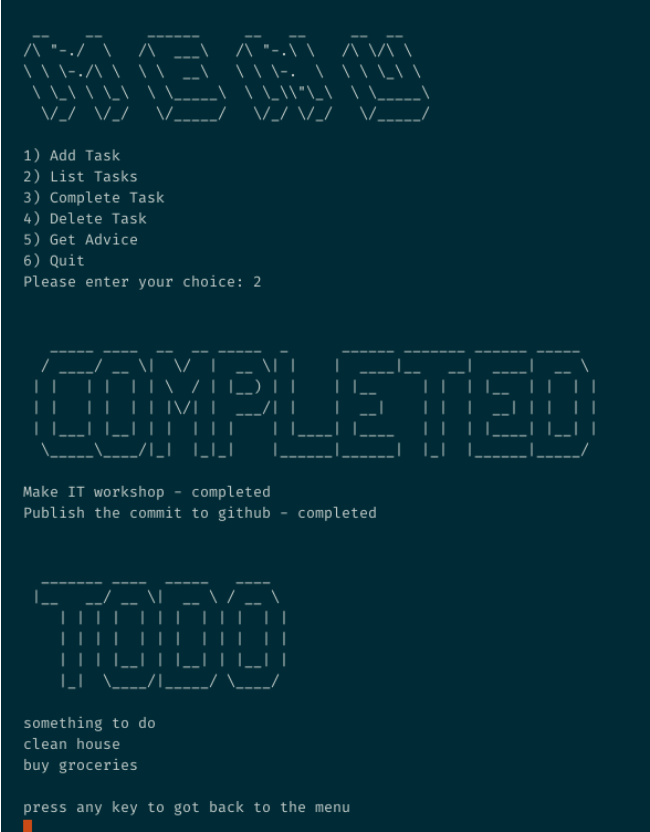 MENU
1) Add Task
2) List Tasks
3) Complete Task
4) Delete Task
5) Get Advice
6) Quit
Please enter your choice: 2
COMPLETED
Make IT workshop - completed
Publish the commit to github - completed
TODO
something to do
clean house
buy groceries
press any key to got back to the menu